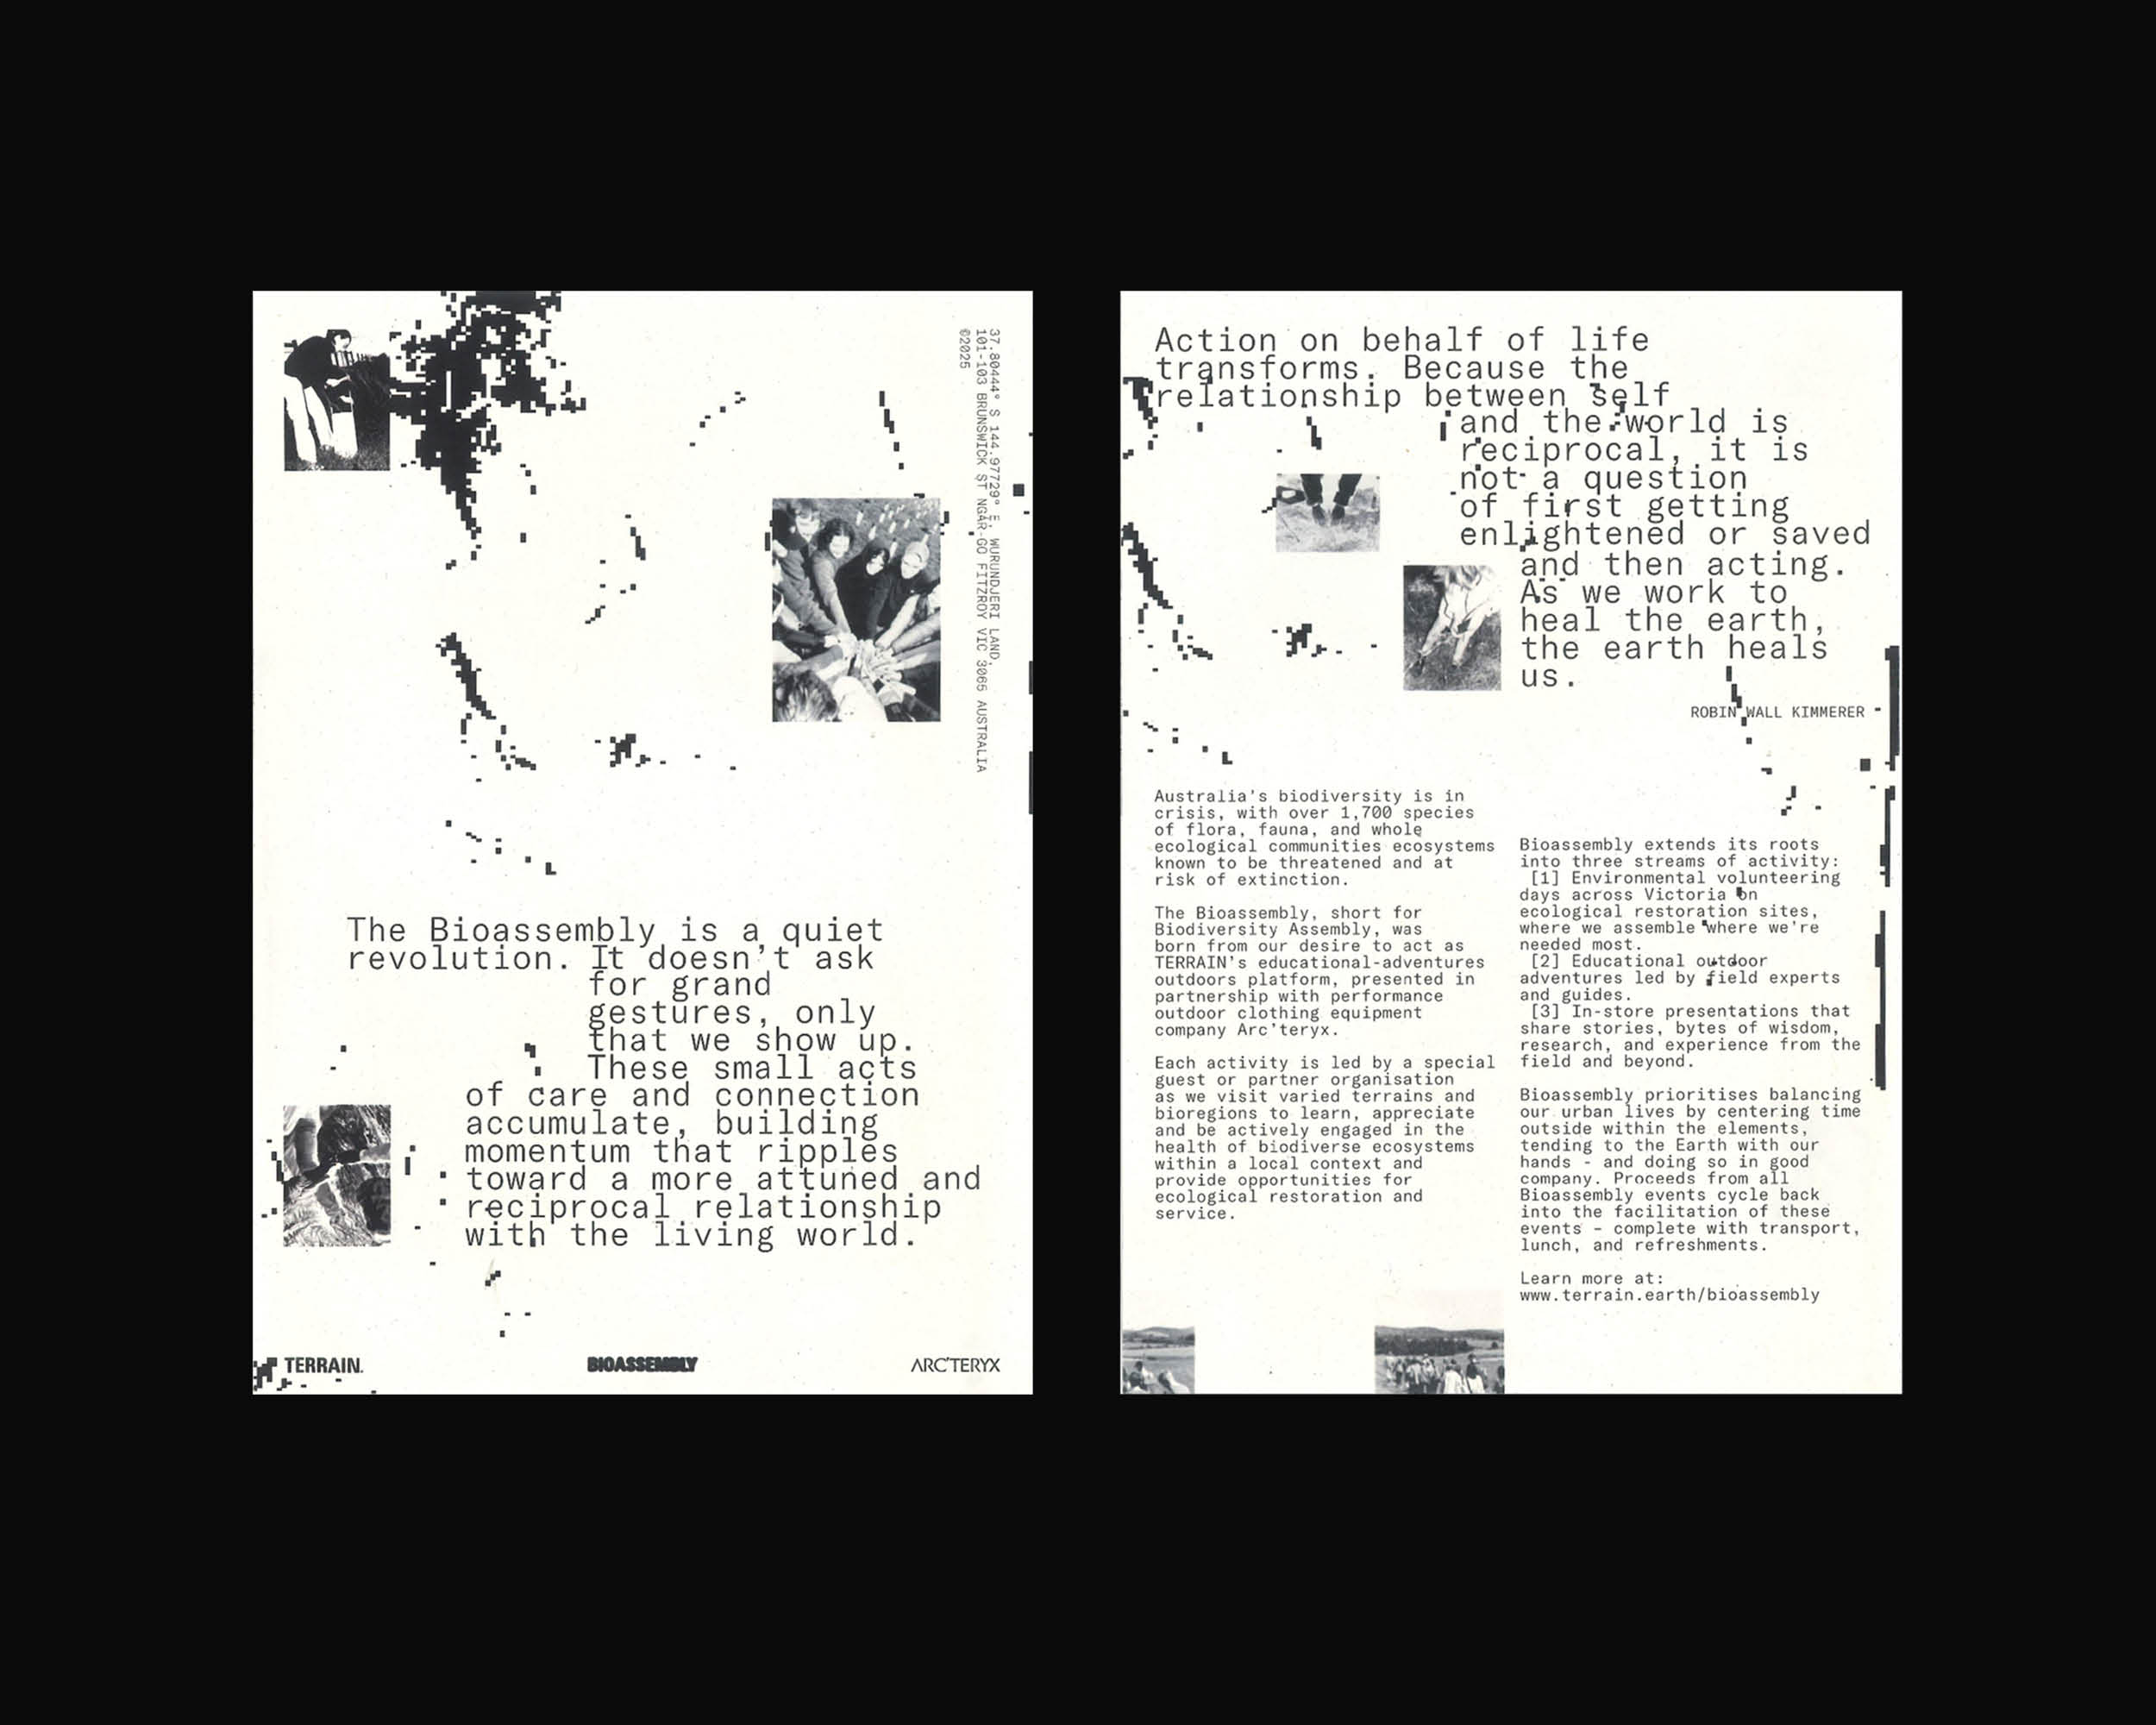 37.80444° S 144.97729° E, WURUNDJERI LAND,
101-103 BRUNSWICK ST NGÁR-GO FITZROY VIC 3065 AUSTRALIA
©2025
The Bioassembly is a quiet
revolution. It doesn't ask
for grand
gestures, only
that we show up.
These small acts
of care and connection
accumulate, building
momentum that ripples
toward a more attuned and
reciprocal relationship
with the living world.
TERRAIN.
BIOASSEMBLY
ARC'TERYX
Action on behalf of life
transforms. Because the
relationship between self
and the world is
reciprocal, it is
not a question
of first getting
enlightened or saved
and then acting.
As we work to
heal the earth,
the earth heals
us.
ROBIN WALL KIMMERER
Australia's biodiversity is in
crisis, with over 1,700 species
of flora, fauna, and whole
ecological communities ecosystems
known to be threatened and at
risk of extinction.
The Bioassembly, short for
Biodiversity Assembly, was
born from our desire to act as
TERRAIN's educational-adventures
outdoors platform, presented in
partnership with performance
outdoor clothing equipment
company Arc'teryx.
Each activity is led by a special
guest or partner organisation
as we visit varied terrains and
bioregions to learn, appreciate
and be actively engaged in the
health of biodiverse ecosystems
within a local context and
provide opportunities for
ecological restoration and
service.
Bioassembly extends its roots
into three streams of activity:
[1] Environmental volunteering
days across Victoria on
ecological restoration sites,
where we assemble where we're
needed most.
[2] Educational outdoor
adventures led by field experts
and guides.
[3] In-store presentations that
share stories, bytes of wisdom,
research, and experience from the
field and beyond.
Bioassembly prioritises balancing
our urban lives by centering time
outside within the elements,
tending to the Earth with our
hands - and doing so in good
company. Proceeds from all
Bioassembly events cycle back
into the facilitation of these
events – complete with transport,
lunch, and refreshments.
Learn more at:
www.terrain.earth/bioassembly